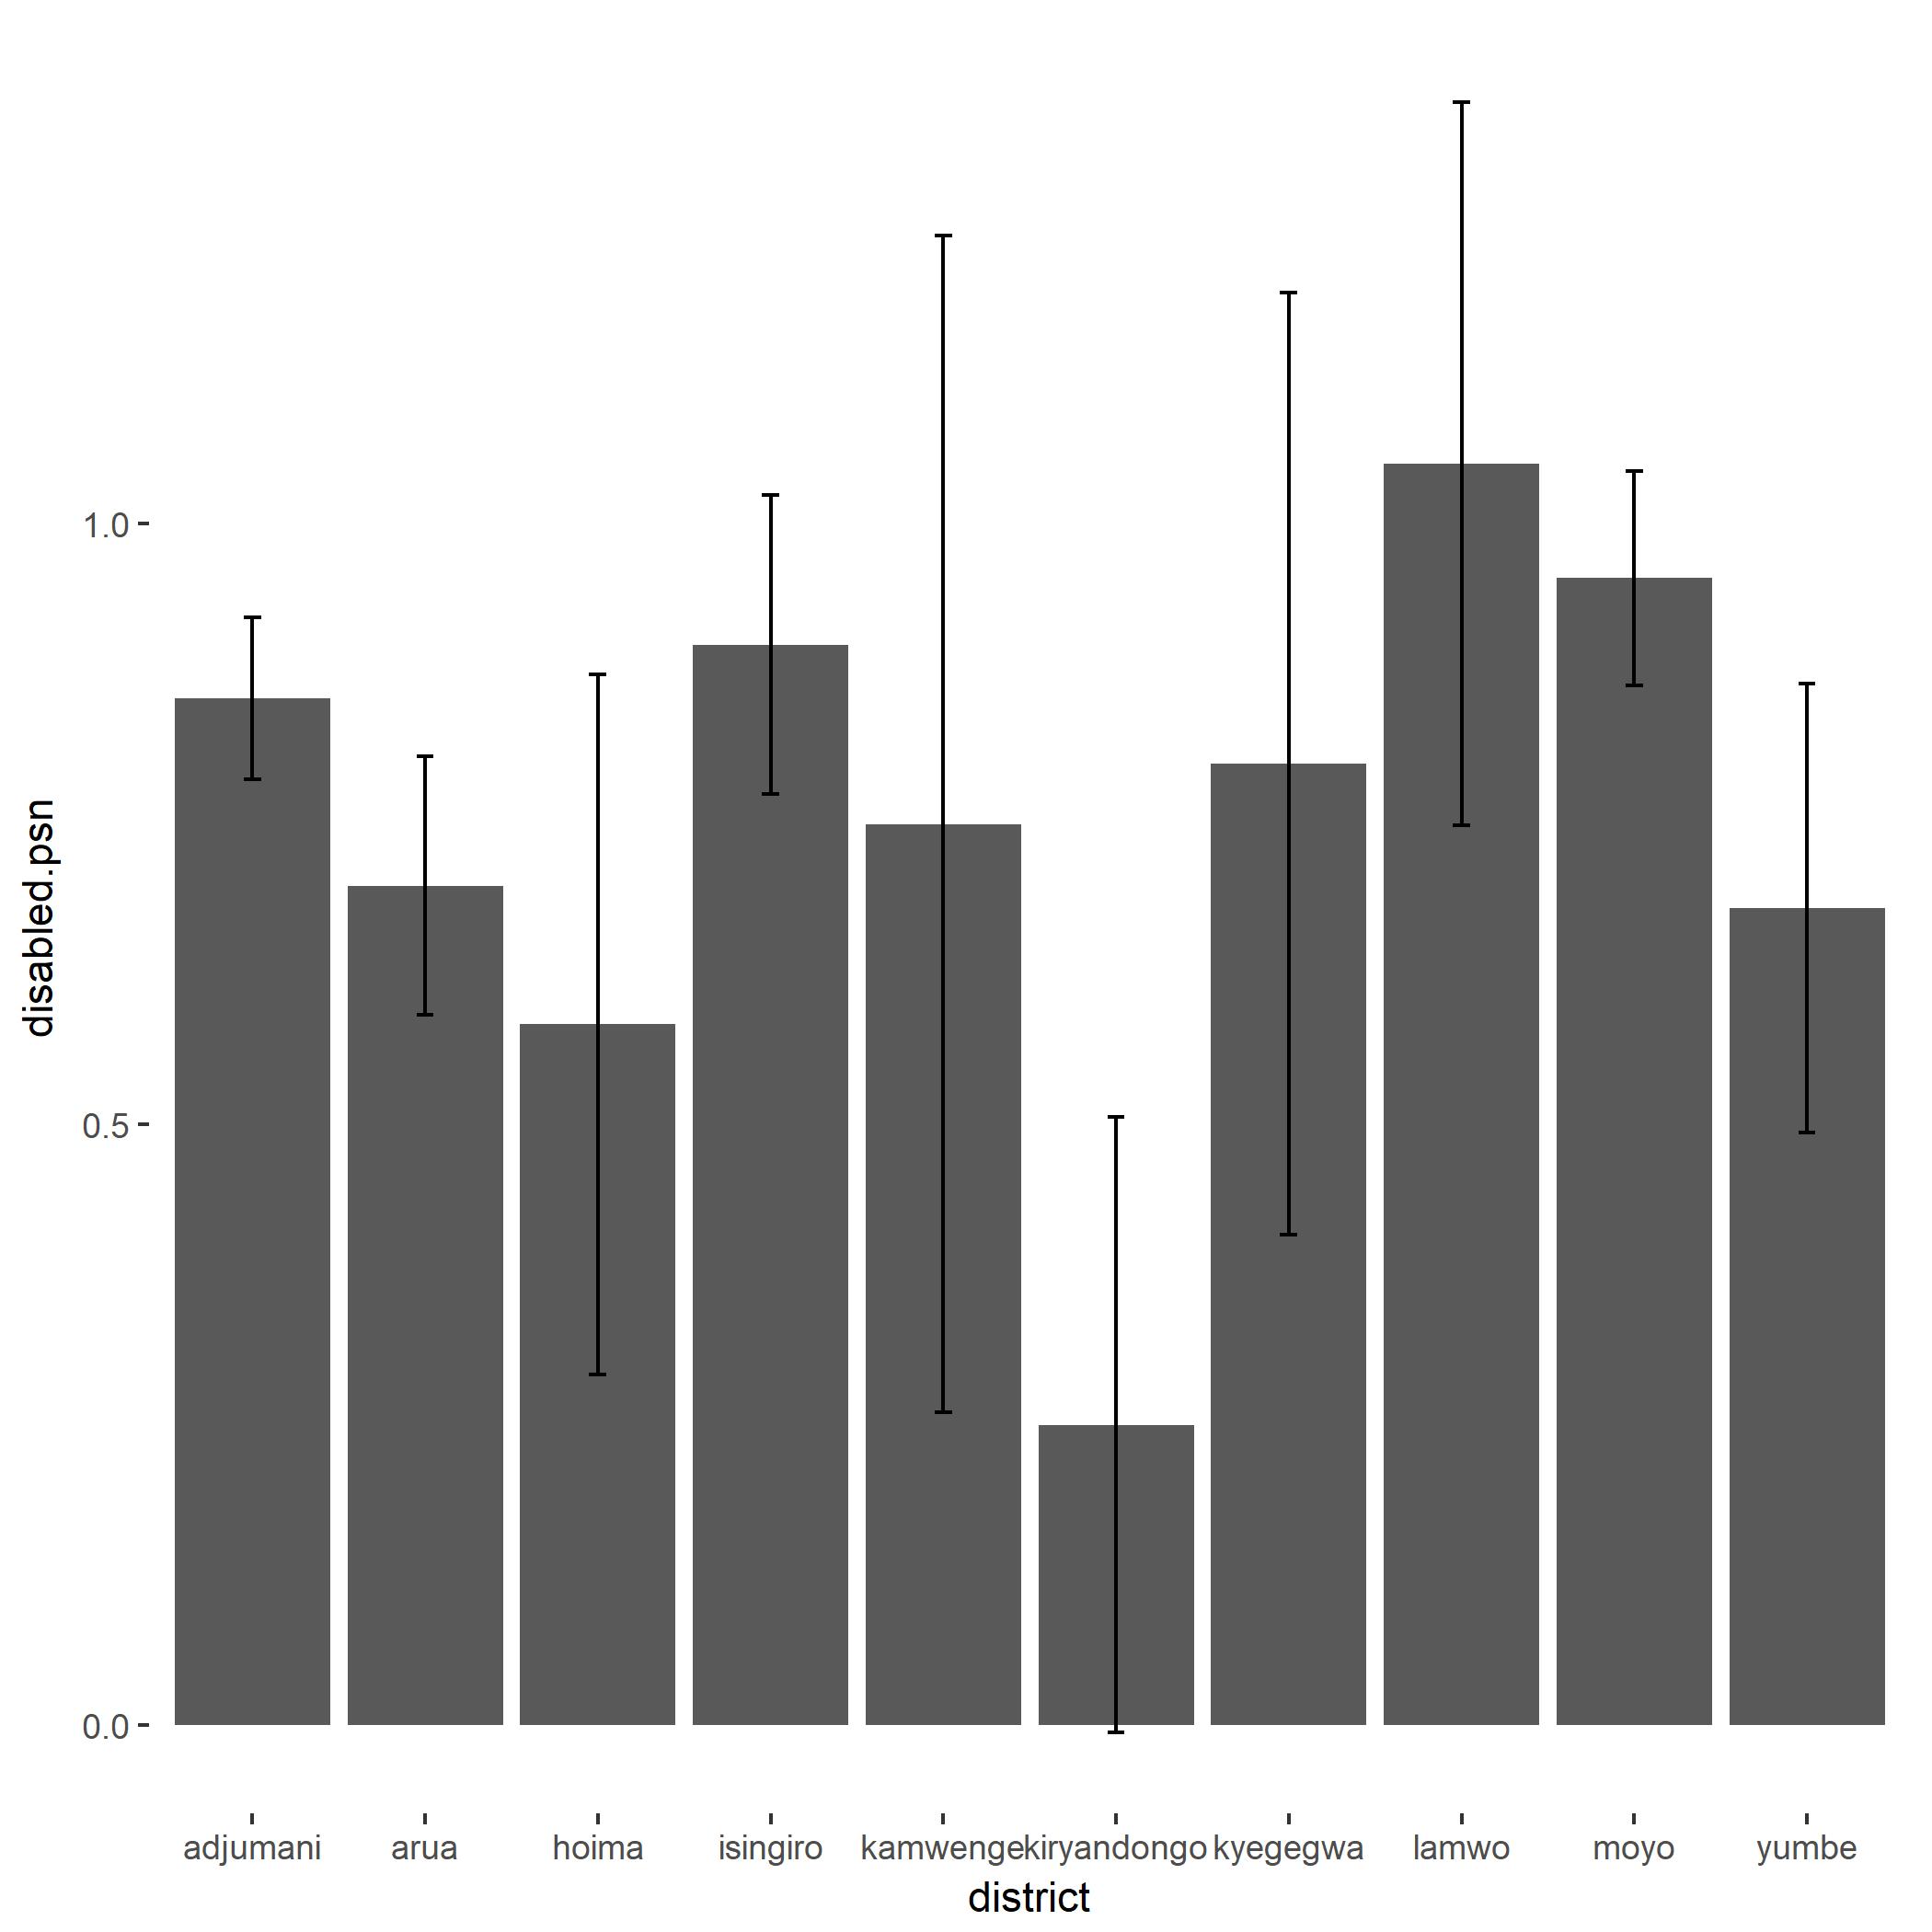 disabled.psn
1.0
0.5
0.0
adjumani arua hoima isingiro kamwenge kiryandongo kyegegwa lamwo moyo yumbe
district